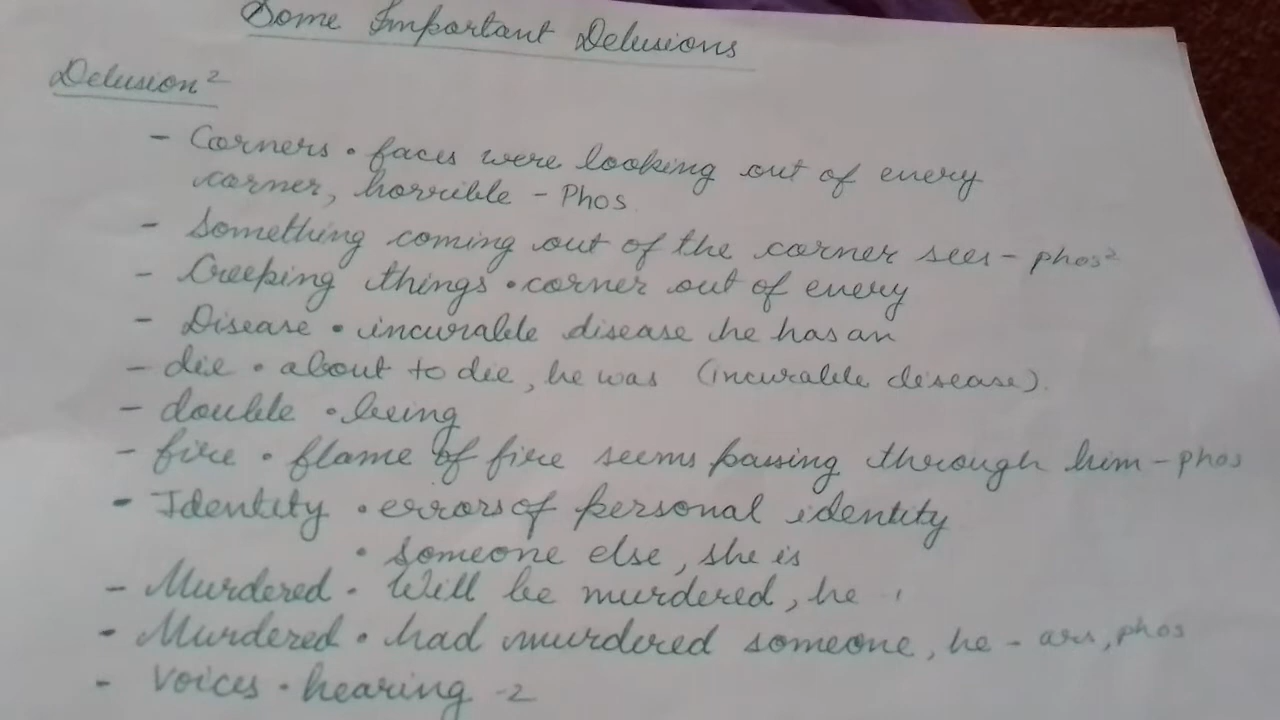 Some Important Delusions
Delusion²
- Corners • faces were looking out of every
corner, horrible - Phos
- Something coming out of the corner sees - phos²
- Creeping things • corner out of every
- Disease • incurable disease he has an
- die • about to die, he was (incurable disease).
- double • being
- fire • flame of fire seems passing through him - phos
- Identity • errors of personal identity
• someone else, she is
- Murdered • Will be murdered, he
- Murdered • had murdered someone, he - ars, phos
- Voices • hearing -2